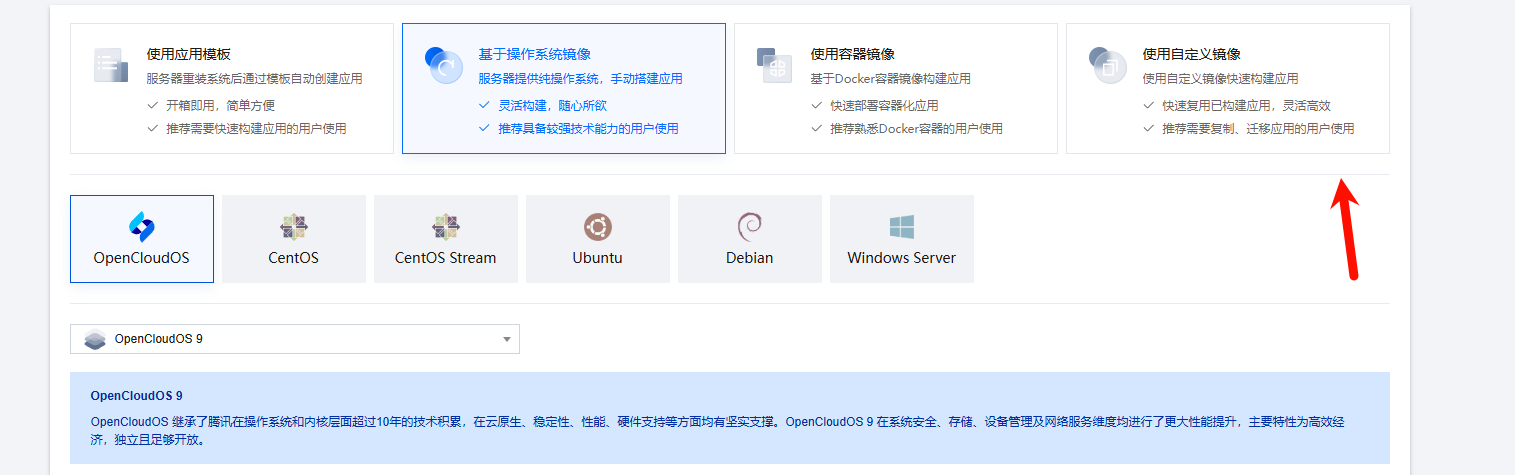 使用应用模板
服务器重装系统后通过模板自动创建应用
开箱即用，简单方便
推荐需要快速构建应用的用户使用
基于操作系统镜像
服务器提供纯操作系统，手动搭建应用
灵活构建，随心所欲
推荐具备较强技术能力的用户使用
使用容器镜像
基于Docker容器镜像构建应用
快速部署容器化应用
推荐熟悉Docker容器的用户使用
使用自定义镜像
使用自定义镜像快速构建应用
快速复用已构建应用，灵活高效
推荐需要复制、迁移应用的用户使用
OpenCloudOS
CentOS
CentOS Stream
Ubuntu
Debian
Windows Server
OpenCloudOS 9
OpenCloudOS 9
OpenCloudOS 继承了腾讯在操作系统和内核层面超过10年的技术积累，在云原生、稳定性、性能、硬件支持等方面均有坚实支撑。OpenCloudOS 9 在系统安全、存储、设备管理及网络服务维度均进行了更大性能提升，主要特性为高效经
济，独立且足够开放。